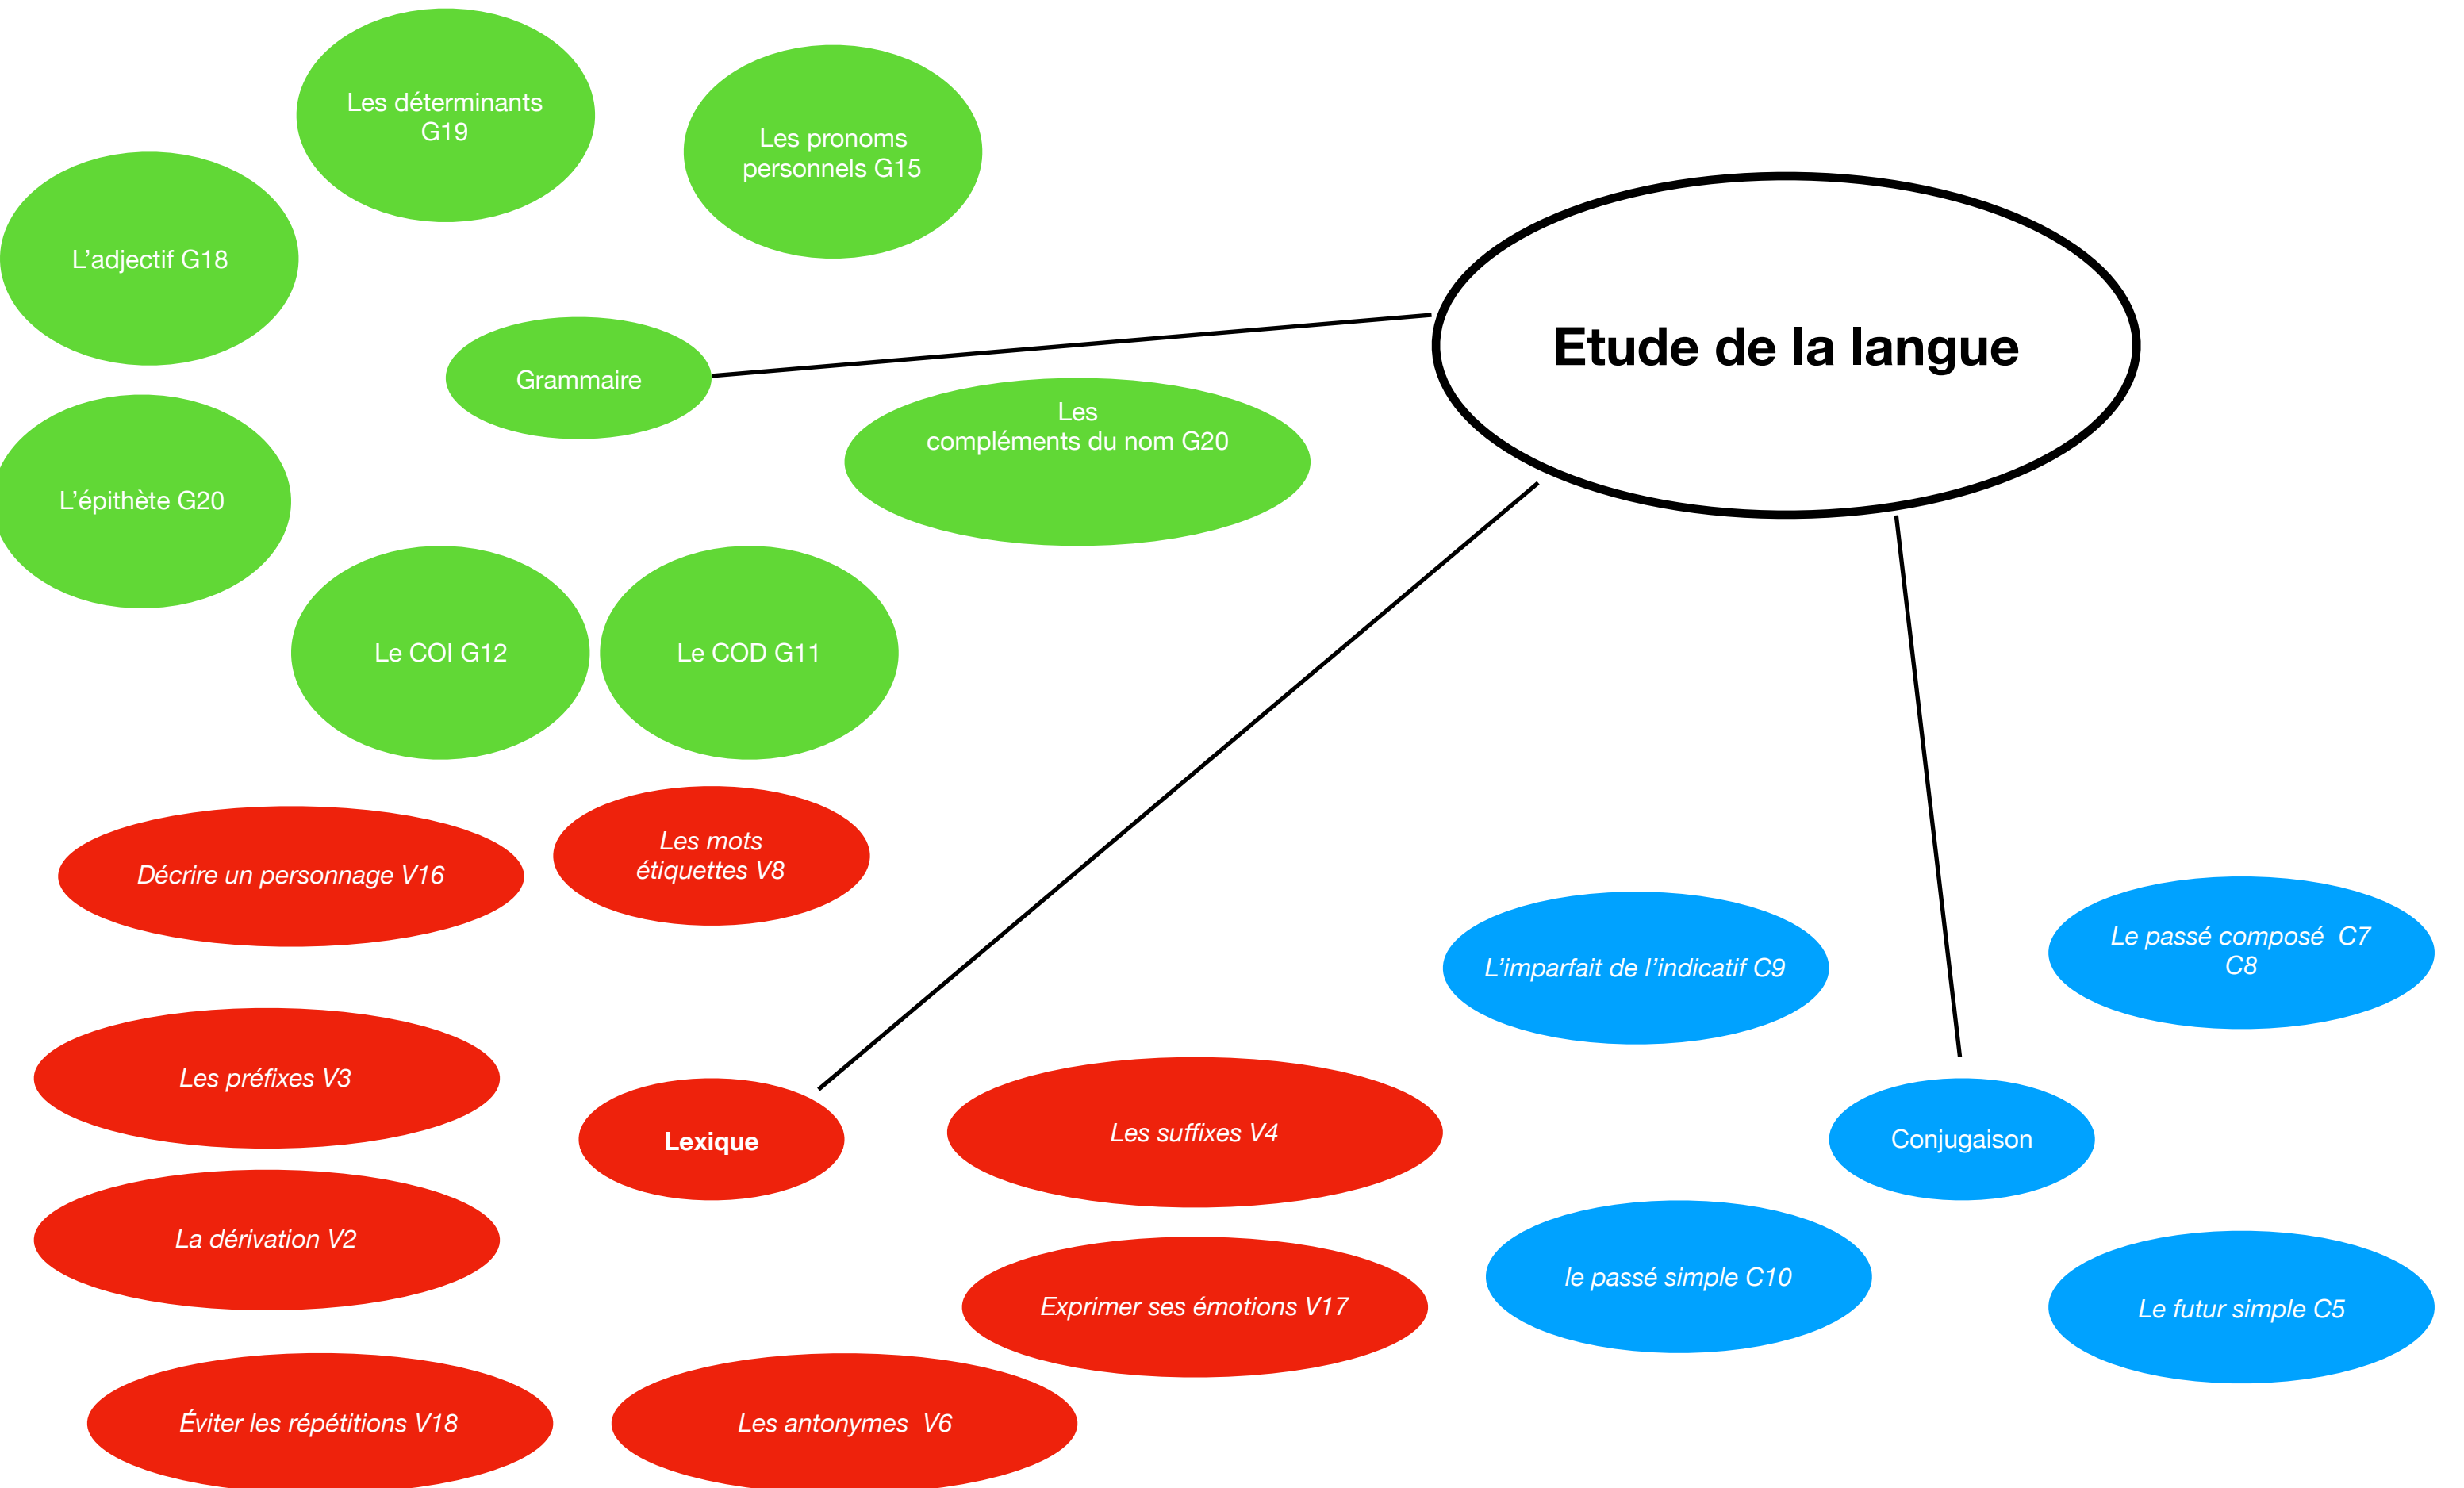 Les déterminants
G19
Les pronoms
personnels G15
L’adjectif G18
Etude de la langue
Grammaire
Les
compléments du nom G20
L’épithète G20
Le COI G12
Le COD G11
Les mots
étiquettes V8
Décrire un personnage V16
L’imparfait de l’indicatif C9
Le passé composé  C7
C8
Les préfixes V3
Lexique
Les suffixes V4
Conjugaison
La dérivation V2
le passé simple C10
Exprimer ses émotions V17
Le futur simple C5
Éviter les répétitions V18
Les antonymes  V6